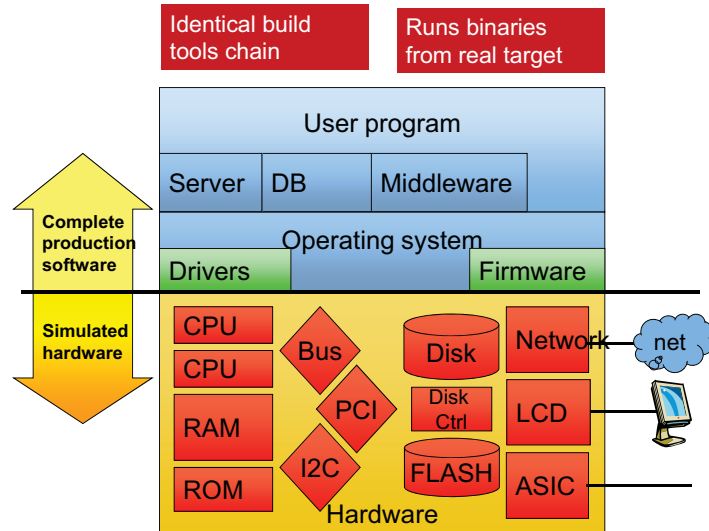 Identical build
tools chain
Runs binaries
from real target
User program
Server
DB
Middleware
Complete
production
software
Operating system
Drivers
Firmware
Simulated
hardware
CPU
CPU
RAM
ROM
Bus
PCI
I2C
Disk
Disk
Ctrl
FLASH
Network
LCD
ASIC
net
Hardware